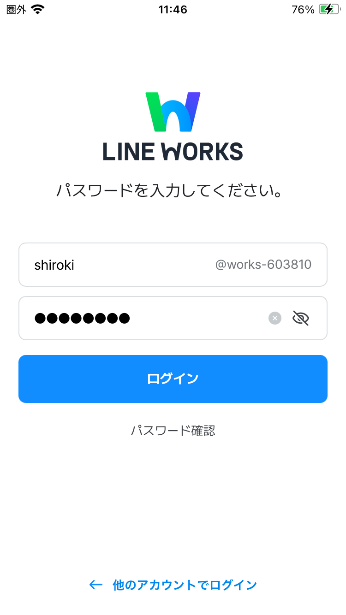 圏外 11:46 76%
LINE WORKS
パスワードを入力してください。
shiroki @works-603810
●●●●●●●●
ログイン
パスワード確認
← 他のアカウントでログイン